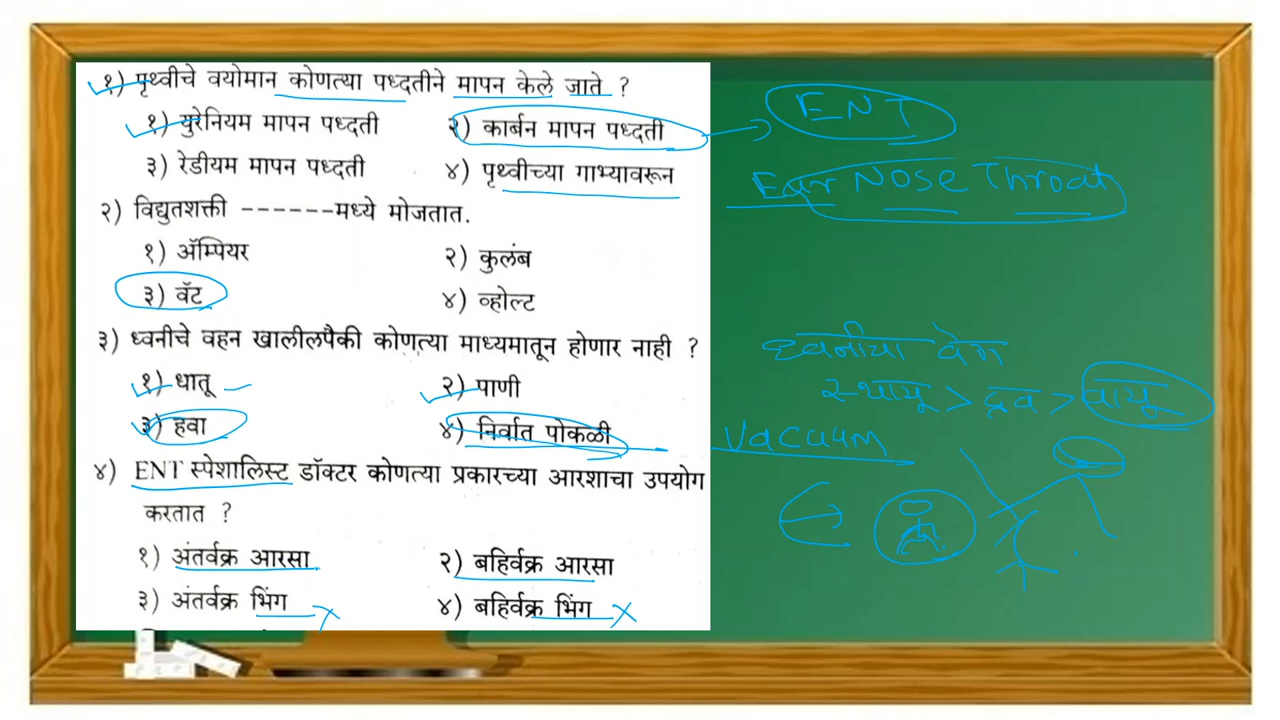 १) पृथ्वीचे वयोमान कोणत्या पध्दतीने मापन केले जाते ?
१) युरेनियम मापन पध्दती २) कार्बन मापन पध्दती
३) रेडीयम मापन पध्दती ४) पृथ्वीच्या गाभ्यावरून
२) विद्युतशक्ती ------मध्ये मोजतात.
१) ॲम्पियर २) कुलंब
३) वॅट ४) व्होल्ट
३) ध्वनीचे वहन खालीलपैकी कोणत्या माध्यमातून होणार नाही ?
१) धातू २) पाणी
३) हवा ४) निर्वात पोकळी
४) ENT स्पेशालिस्ट डॉक्टर कोणत्या प्रकारच्या आरशाचा उपयोग
करतात ?
१) अंतर्वक्र आरसा २) बहिर्वक्र आरसा
३) अंतर्वक्र भिंग ४) बहिर्वक्र भिंग
ENT
Ear Nose Throat
ध्वनीचा वेग
स्थायू > द्रव > वायू
Vacuum